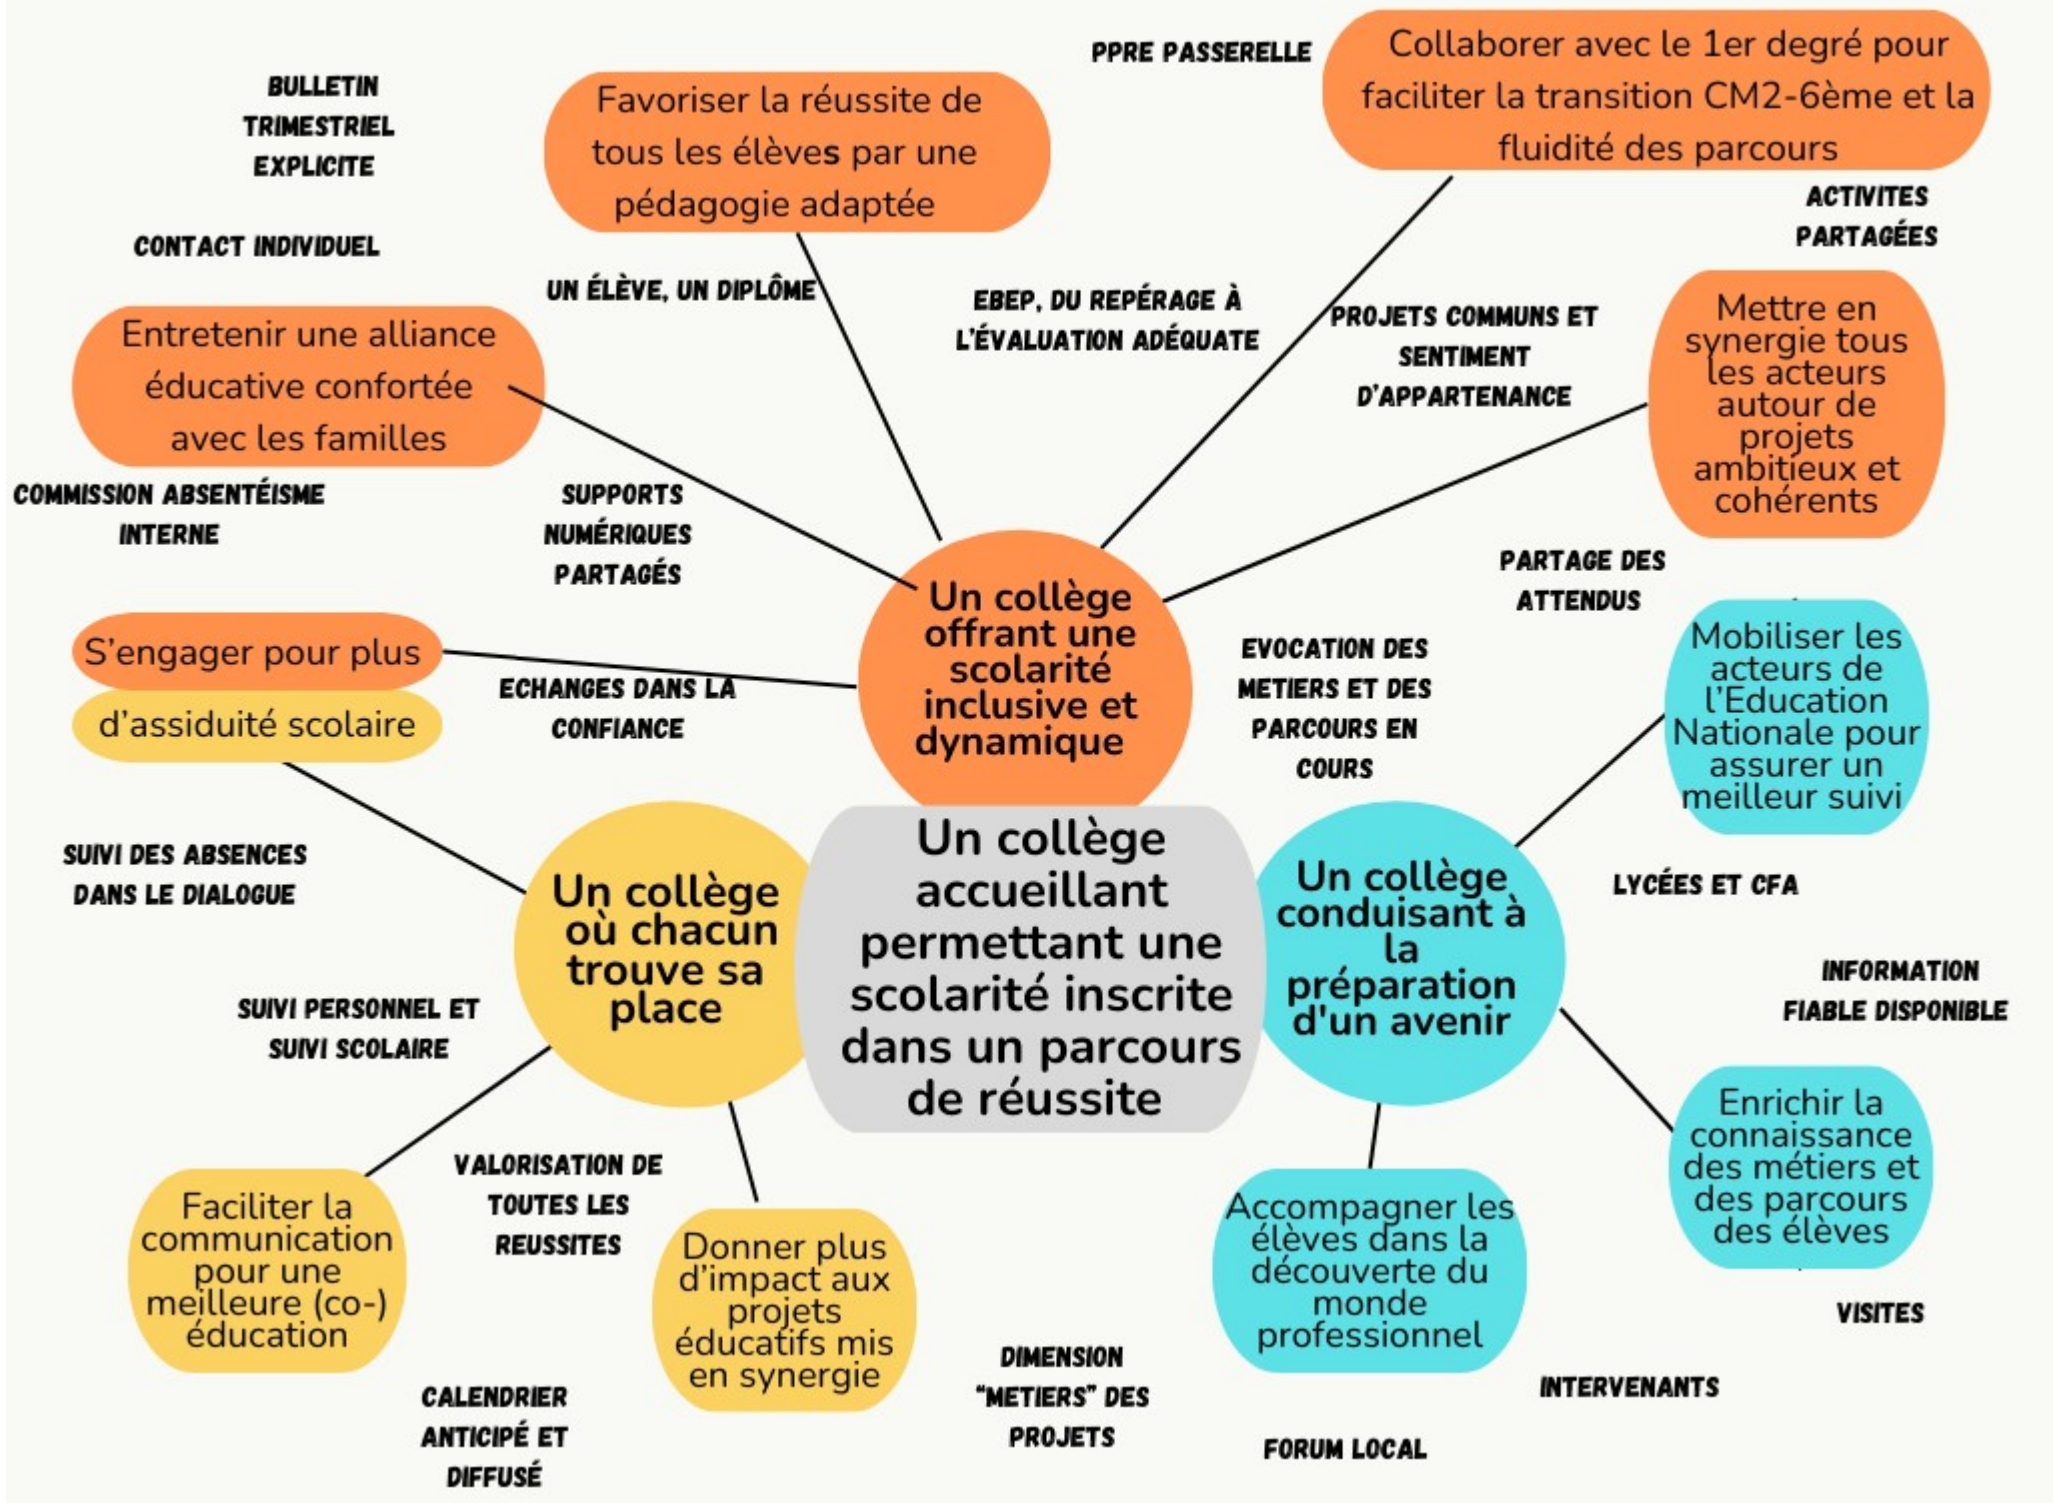 PPRE PASSERELLE
Collaborer avec le 1er degré pour
faciliter la transition CM2-6ème et la
fluidité des parcours
BULLETIN
TRIMESTRIEL
EXPLICITE
Favoriser la réussite de
tous les élèves par une
pédagogie adaptée
ACTIVITES
PARTAGÉES
CONTACT INDIVIDUEL
UN ÉLÈVE, UN DIPLÔME
EBEP, DU REPÉRAGE À
L'ÉVALUATION ADÉQUATE
PROJETS COMMUNS ET
SENTIMENT
D'APPARTENANCE
Mettre en
synergie tous
les acteurs
autour de
projets
ambitieux et
cohérents
Entretenir une alliance
éducative confortée
avec les familles
COMMISSION ABSENTÉISME
INTERNE
SUPPORTS
NUMÉRIQUES
PARTAGÉS
PARTAGE DES
ATTENDUS
Un collège
offrant une
scolarité
inclusive et
dynamique
S'engager pour plus
d'assiduité scolaire
ECHANGES DANS LA
CONFIANCE
EVOCATION DES
METIERS ET DES
PARCOURS EN
COURS
Mobiliser les
acteurs de
l'Education
Nationale pour
assurer un
meilleur suivi
SUIVI DES ABSENCES
DANS LE DIALOGUE
Un collège
où chacun
trouve sa
place
Un collège
accueillant
permettant une
scolarité inscrite
dans un parcours
de réussite
Un collège
conduisant à
la
préparation
d'un avenir
LYCÉES ET CFA
INFORMATION
FIABLE DISPONIBLE
SUIVI PERSONNEL ET
SUIVI SCOLAIRE
Enrichir la
connaissance
des métiers et
des parcours
des élèves
VALORISATION DE
TOUTES LES
REUSSITES
Faciliter la
communication
pour une
meilleure (co-)
éducation
Donner plus
d'impact aux
projets
éducatifs mis
en synergie
Accompagner les
élèves dans la
découverte du
monde
professionnel
VISITES
DIMENSION
"METIERS" DES
PROJETS
INTERVENANTS
CALENDRIER
ANTICIPÉ ET
DIFFUSÉ
FORUM LOCAL